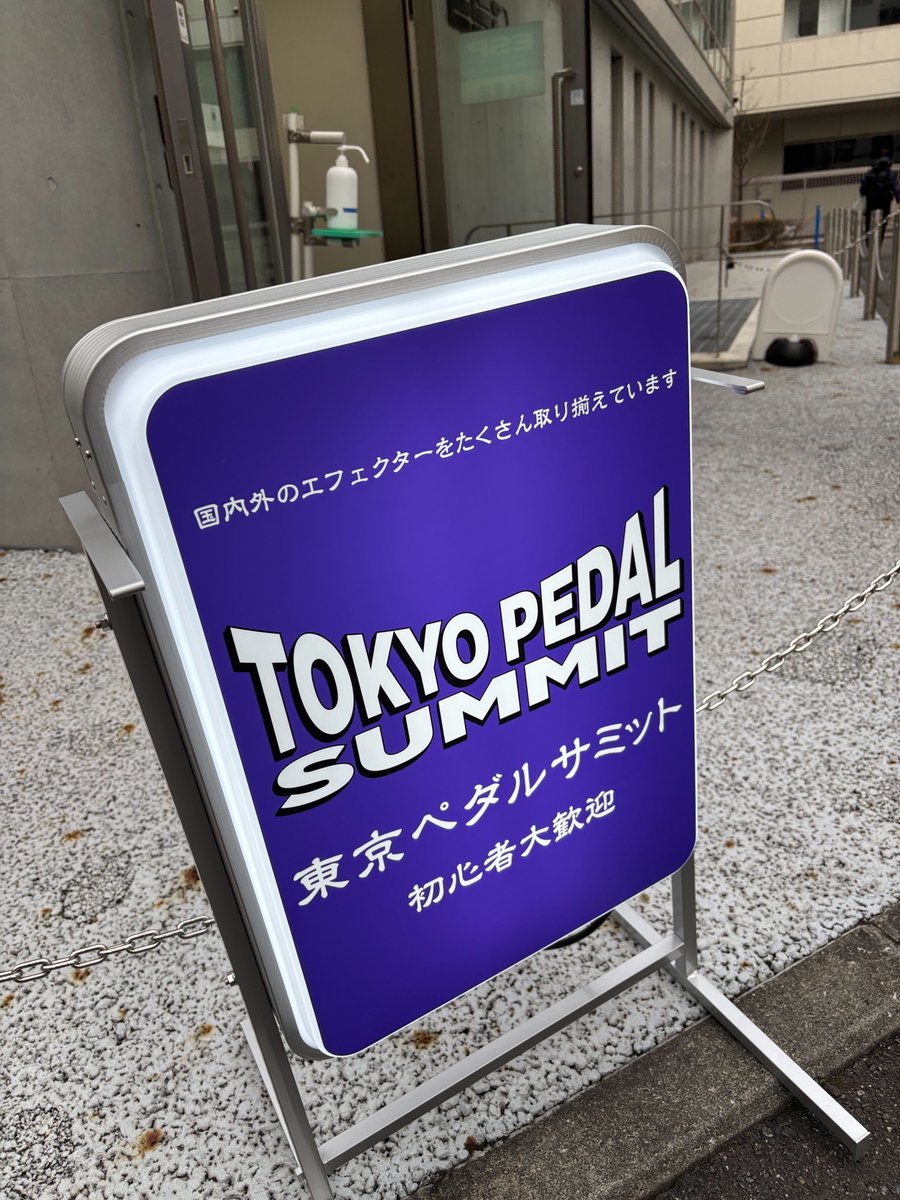 国内外のエフェクターをたくさん取り揃えています
TOKYO PEDAL
SUMMIT
東京ペダルサミット
初心者大歓迎